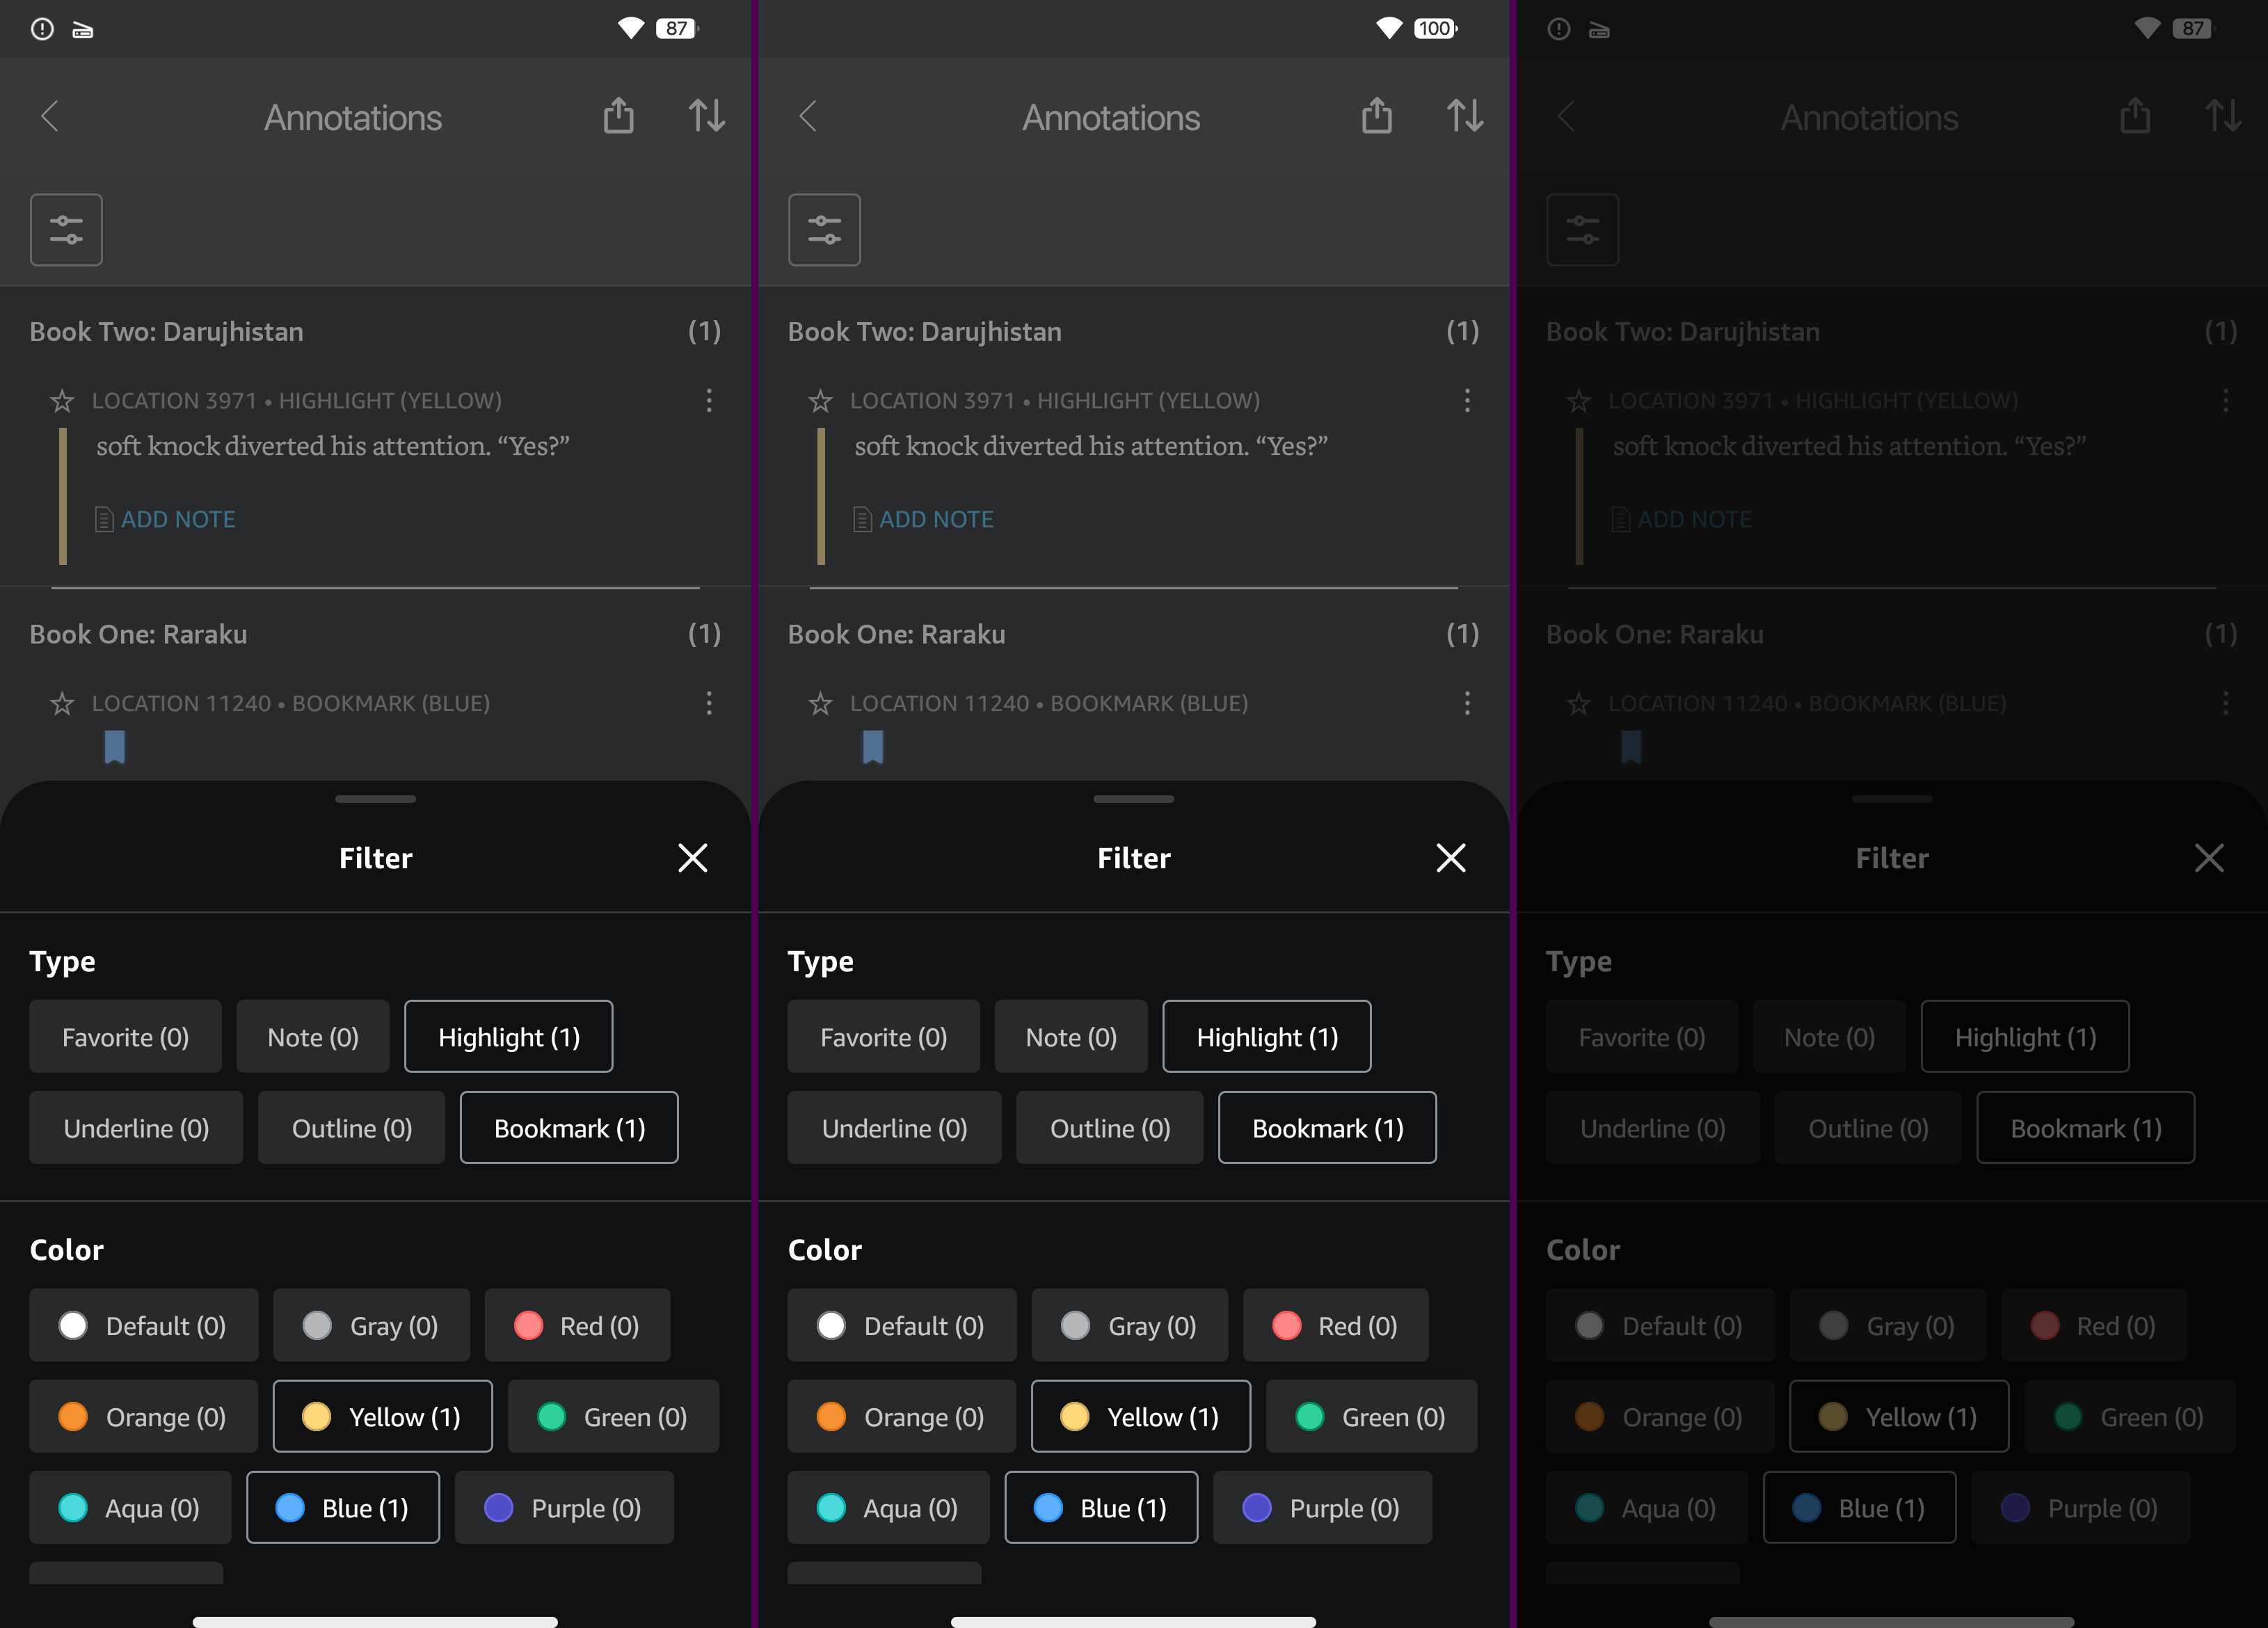 87
Annotations
Book Two: Darujhistan (1)
LOCATION 3971 • HIGHLIGHT (YELLOW)
soft knock diverted his attention. “Yes?”
ADD NOTE
Book One: Raraku (1)
LOCATION 11240 • BOOKMARK (BLUE)
Filter
Type
Favorite (0) Note (0) Highlight (1)
Underline (0) Outline (0) Bookmark (1)
Color
Default (0) Gray (0) Red (0)
Orange (0) Yellow (1) Green (0)
Aqua (0) Blue (1) Purple (0)
100
Annotations
Book Two: Darujhistan (1)
LOCATION 3971 • HIGHLIGHT (YELLOW)
soft knock diverted his attention. “Yes?”
ADD NOTE
Book One: Raraku (1)
LOCATION 11240 • BOOKMARK (BLUE)
Filter
Type
Favorite (0) Note (0) Highlight (1)
Underline (0) Outline (0) Bookmark (1)
Color
Default (0) Gray (0) Red (0)
Orange (0) Yellow (1) Green (0)
Aqua (0) Blue (1) Purple (0)
87
Annotations
Book Two: Darujhistan (1)
LOCATION 3971 • HIGHLIGHT (YELLOW)
soft knock diverted his attention. “Yes?”
ADD NOTE
Book One: Raraku (1)
LOCATION 11240 • BOOKMARK (BLUE)
Filter
Type
Favorite (0) Note (0) Highlight (1)
Underline (0) Outline (0) Bookmark (1)
Color
Default (0) Gray (0) Red (0)
Orange (0) Yellow (1) Green (0)
Aqua (0) Blue (1) Purple (0)